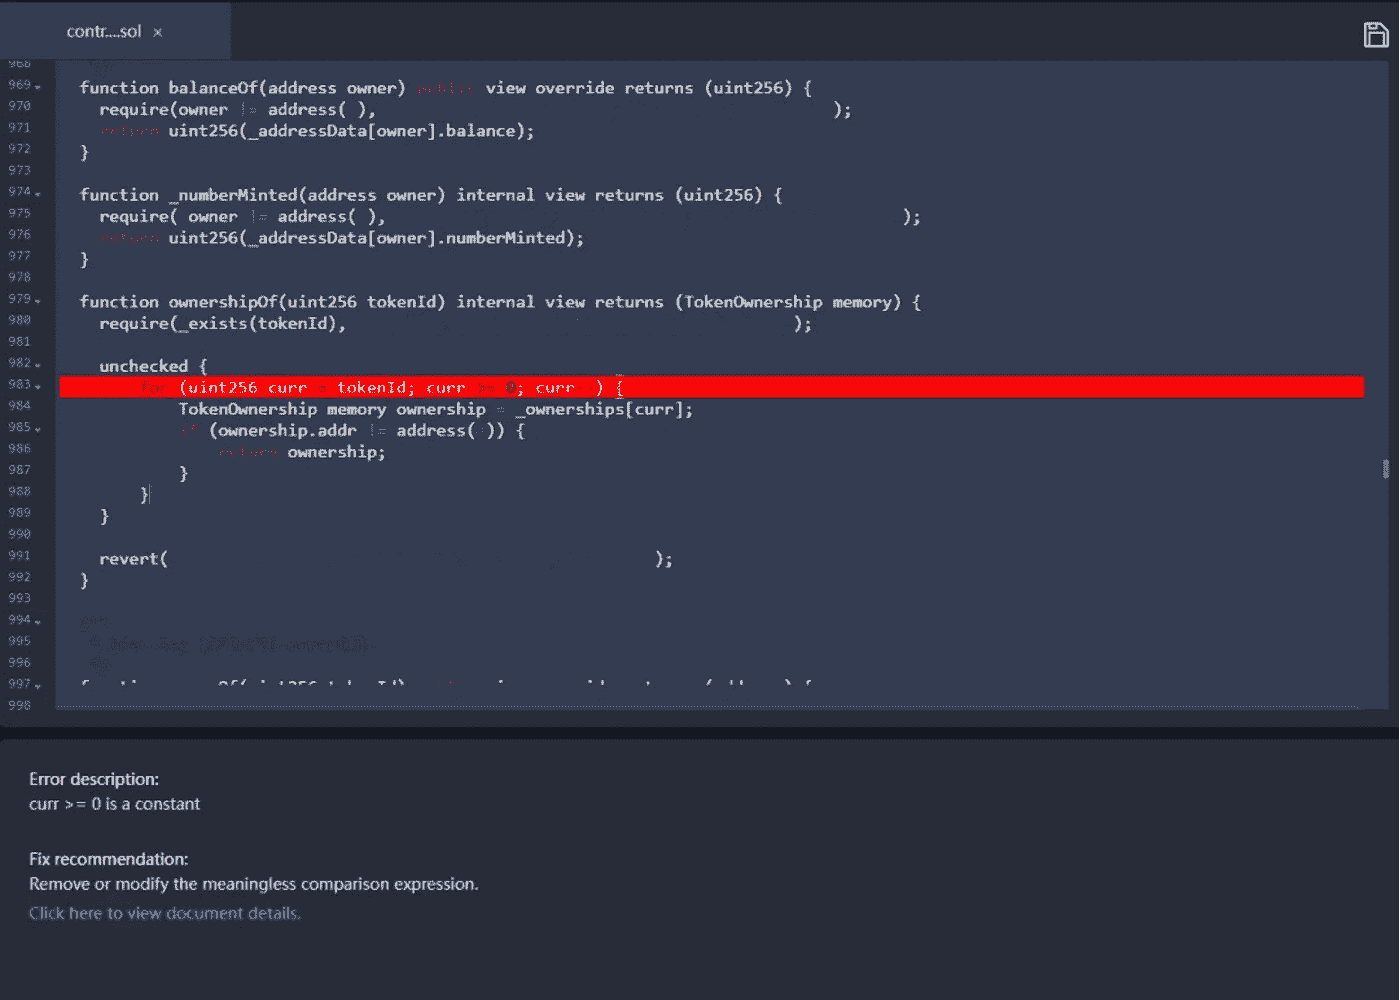 contr....sol ×
968
969 function balanceOf(address owner) public view override returns (uint256) {
970 require(owner != address( ), );
971 return uint256(_addressData[owner].balance);
972 }
973
974 function _numberMinted(address owner) internal view returns (uint256) {
975 require( owner != address( ), );
976 return uint256(_addressData[owner].numberMinted);
977 }
978
979 function ownershipOf(uint256 tokenId) internal view returns (TokenOwnership memory) {
980 require(_exists(tokenId), );
981
982 unchecked {
983 for (uint256 curr = tokenId; curr >= 0; curr- ) {
984 TokenOwnership memory ownership = _ownerships[curr];
985 if (ownership.addr != address( )) {
986 return ownership;
987 }
988 }
989 }
990
991 revert( );
992 }
993
994
995
996
997
998
Error description:
curr >= 0 is a constant
Fix recommendation:
Remove or modify the meaningless comparison expression.
Click here to view document details.